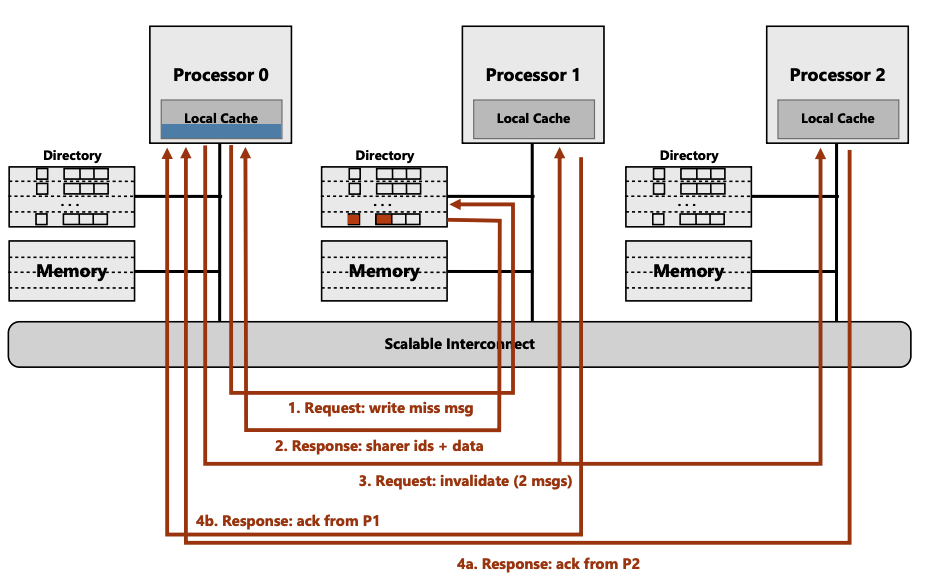 Processor 0
Processor 1
Processor 2
Local Cache
Local Cache
Local Cache
Directory
Directory
Directory
...
...
...
Memory
Memory
Memory
Scalable Interconnect
1. Request: write miss msg
2. Response: sharer ids + data
3. Request: invalidate (2 msgs)
4b. Response: ack from P1
4a. Response: ack from P2